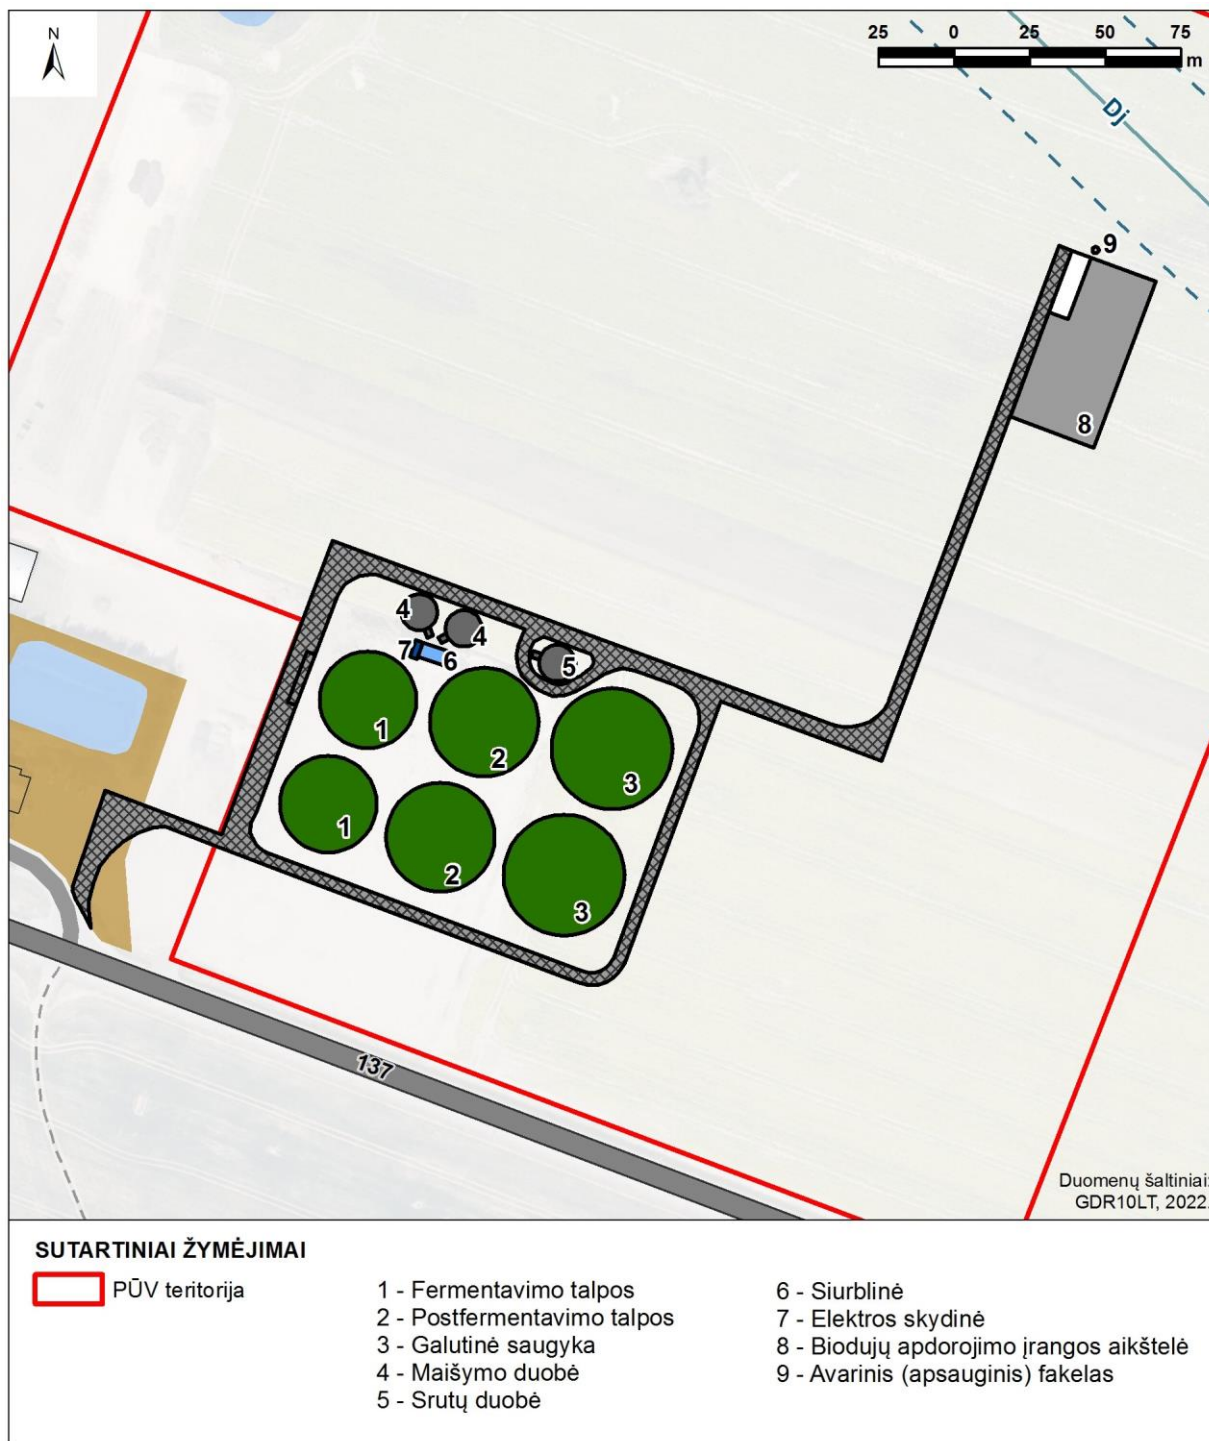 N
25 0 25 50 75
m
Dj
9
8
4
4
7
6
5
1
2
3
1
2
3
137
Duomenų šaltiniai:
GDR10LT, 2022.
SUTARTINIAI ŽYMĖJIMAI
PŪV teritorija
1 - Fermentavimo talpos
2 - Postfermentavimo talpos
3 - Galutinė saugyka
4 - Maišymo duobė
5 - Srutų duobė
6 - Siurblinė
7 - Elektros skydinė
8 - Biodujų apdorojimo įrangos aikštelė
9 - Avarinis (apsauginis) fakelas